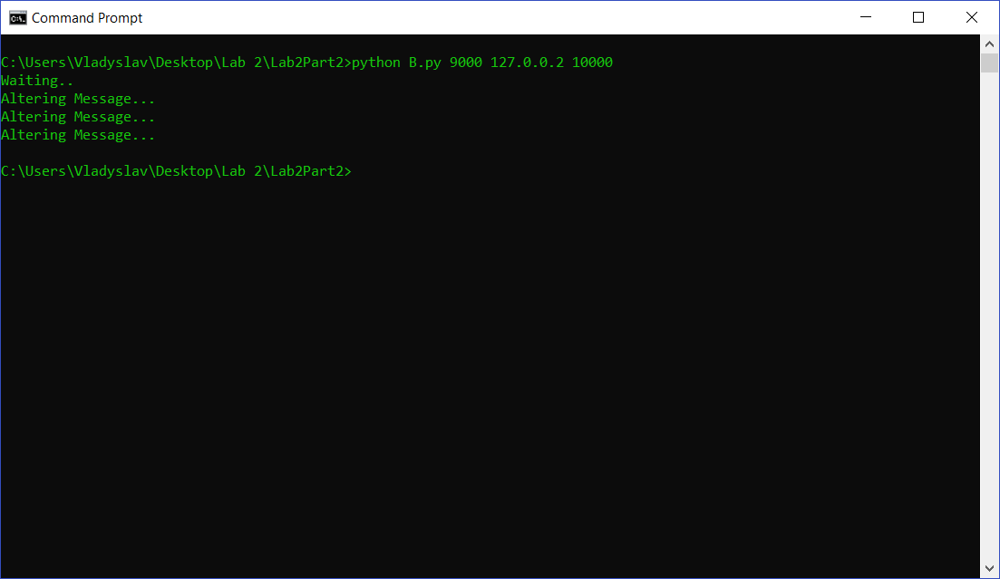 Command Prompt
C:\Users\Vladyslav\Desktop\Lab 2\Lab2Part2>python B.py 9000 127.0.0.2 10000
Waiting..
Altering Message...
Altering Message...
Altering Message...
C:\Users\Vladyslav\Desktop\Lab 2\Lab2Part2>